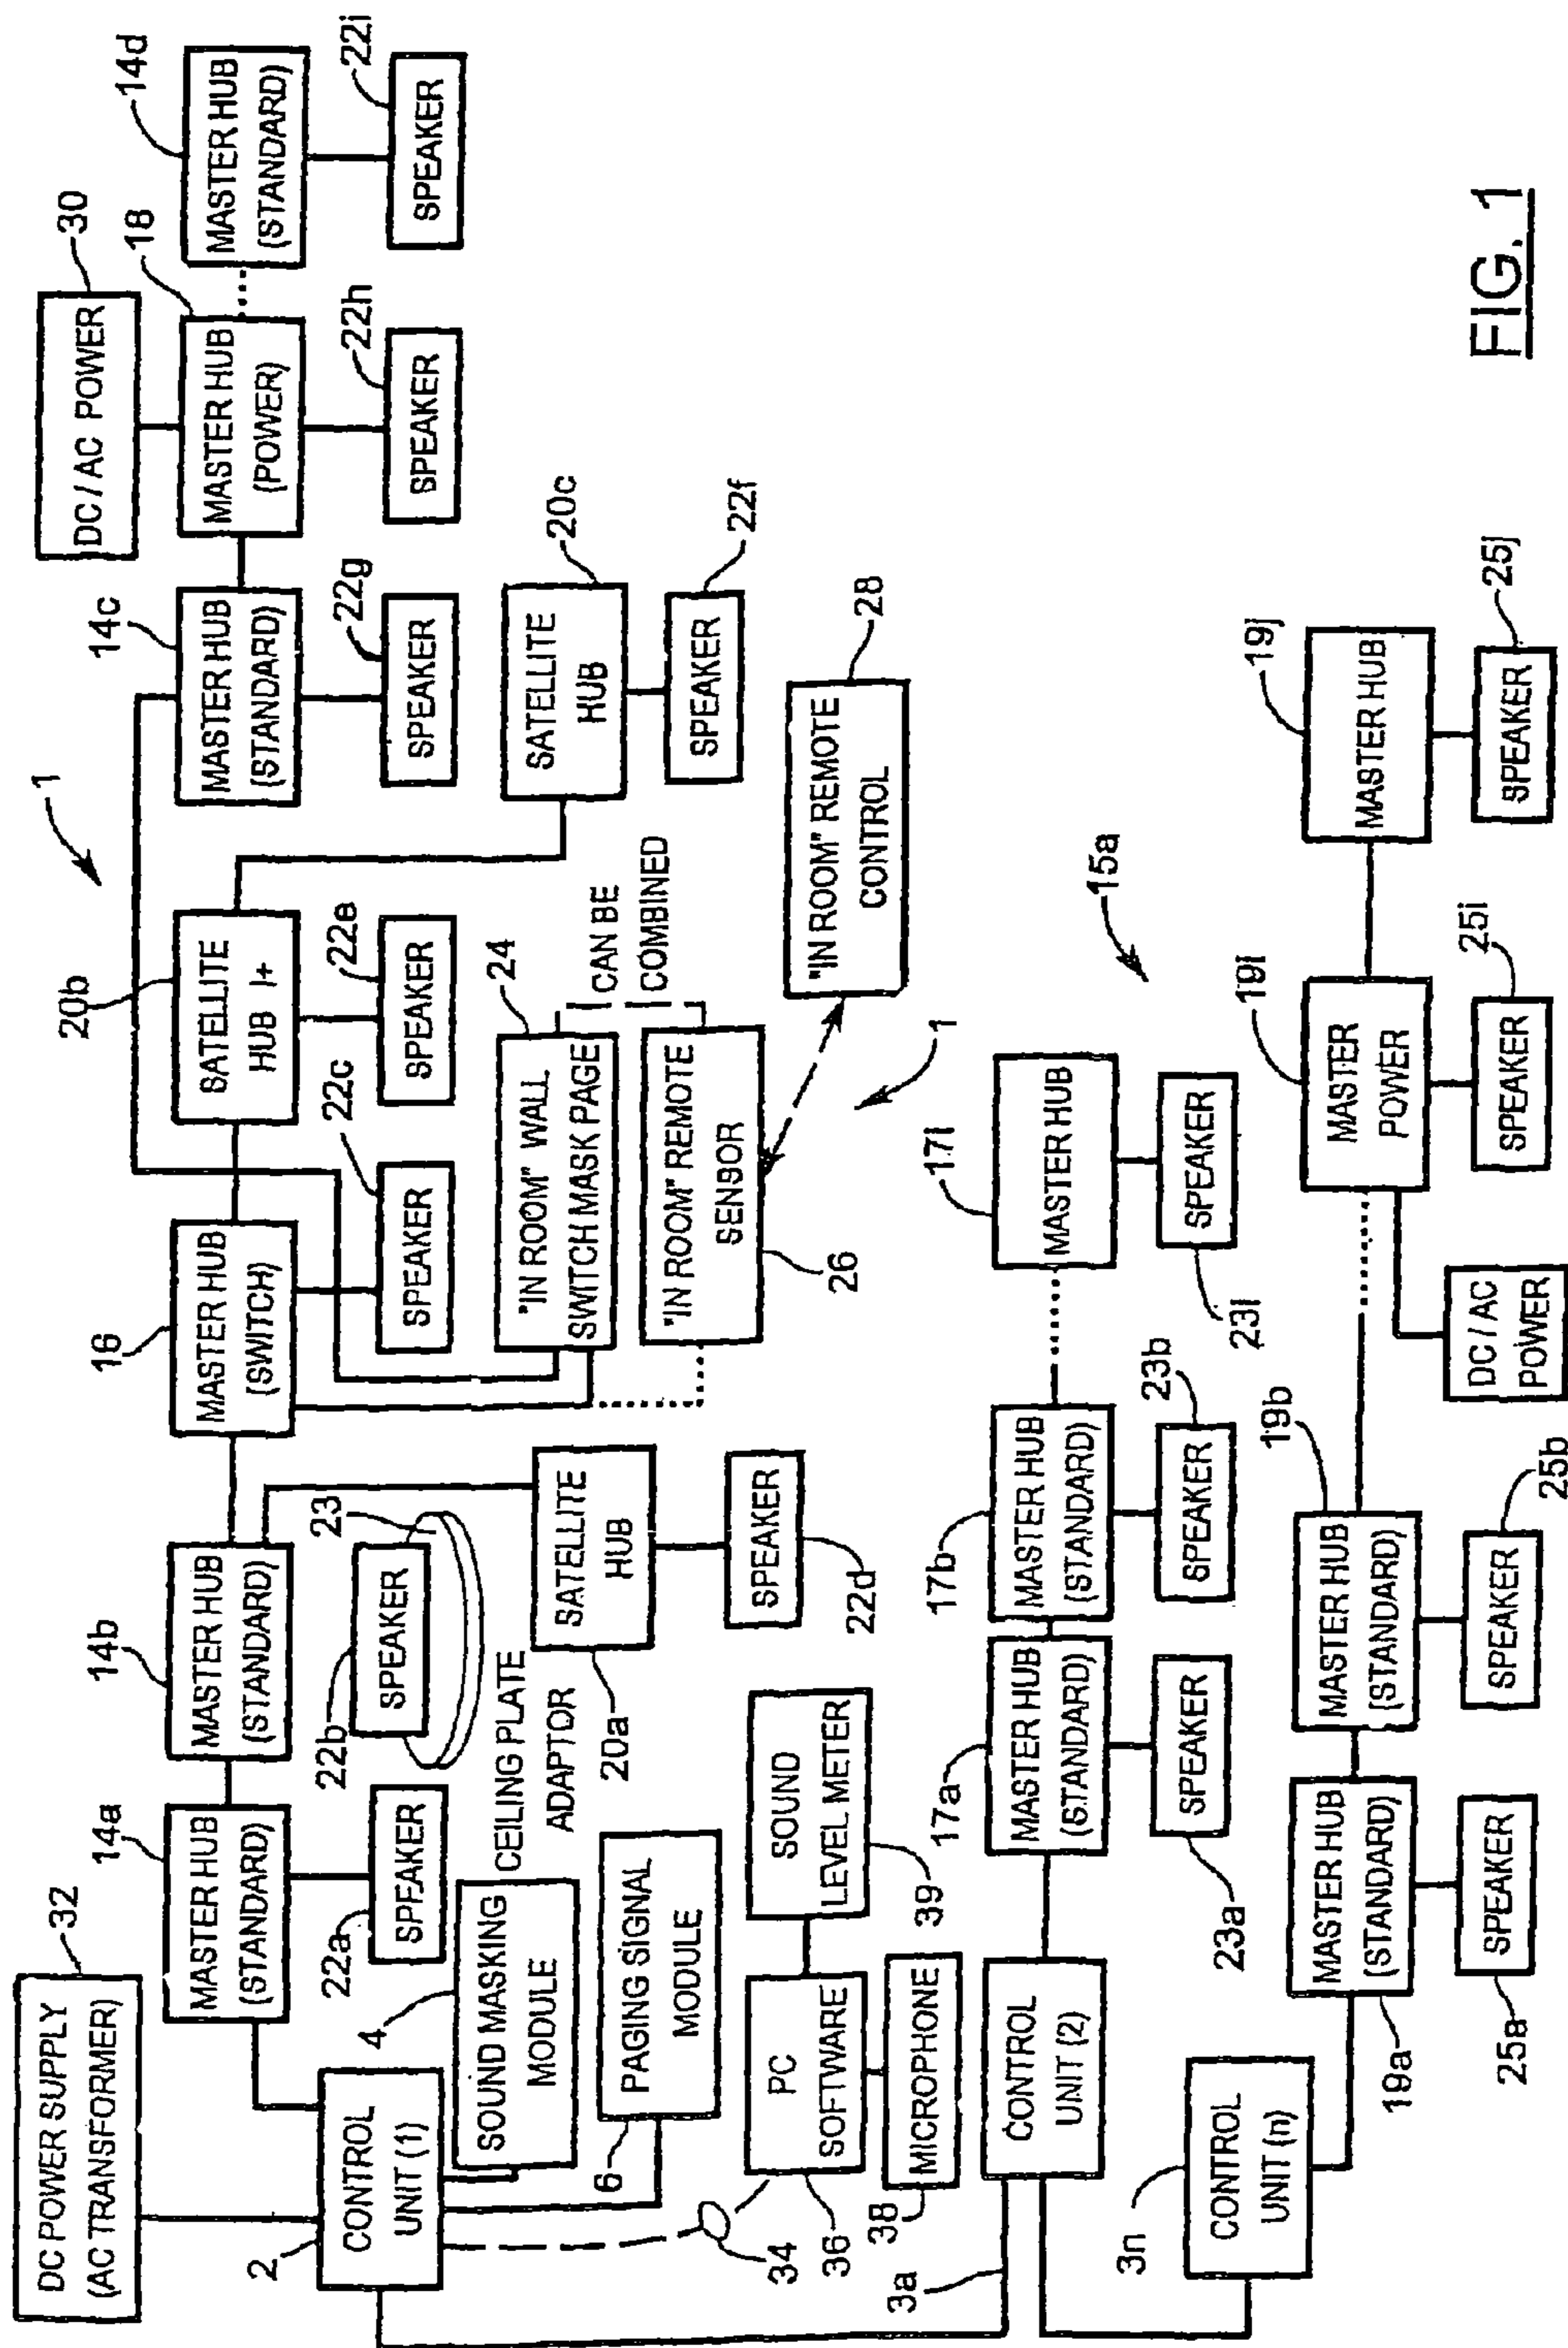 DC POWER SUPPLY
(AC TRANSFORMER)
32
14a
MASTER HUB
(STANDARD)
14b
MASTER HUB
(STANDARD)
16
MASTER HUB
(SWITCH)
20b
SATELLITE
HUB 1+
1
14c
MASTER HUB
(STANDARD)
DC / AC POWER
30
18
MASTER HUB
(POWER)
14d
MASTER HUB
(STANDARD)
2
CONTROL
UNIT (1)
22a
SPEAKER
22b
SPEAKER
23
CEILING PLATE
ADAPTOR
22c
SPEAKER
22e
SPEAKER
22g
SPEAKER
22h
SPEAKER
22i
SPEAKER
4
SOUND MASKING
MODULE
6
PAGING SIGNAL
MODULE
20a
SATELLITE
HUB
SPEAKER
22d
24
"IN ROOM" WALL
SWITCH MASK PAGE
CAN BE
COMBINED
"IN ROOM" REMOTE
SENSOR
26
20c
SATELLITE
HUB
22f
SPEAKER
28
"IN ROOM" REMOTE
CONTROL
1
34
PC
SOFTWARE
36
38
MICROPHONE
SOUND
LEVEL METER
39
3a
CONTROL
UNIT (2)
17a
MASTER HUB
(STANDARD)
17b
MASTER HUB
(STANDARD)
17i
MASTER HUB
15a
23a
SPEAKER
23b
SPEAKER
23i
SPEAKER
3n
CONTROL
UNIT (n)
19a
MASTER HUB
(STANDARD)
19b
MASTER HUB
(STANDARD)
19i
MASTER
POWER
19j
MASTER HUB
25a
SPEAKER
25b
SPEAKER
DC / AC
POWER
25i
SPEAKER
25j
SPEAKER
FIG. 1